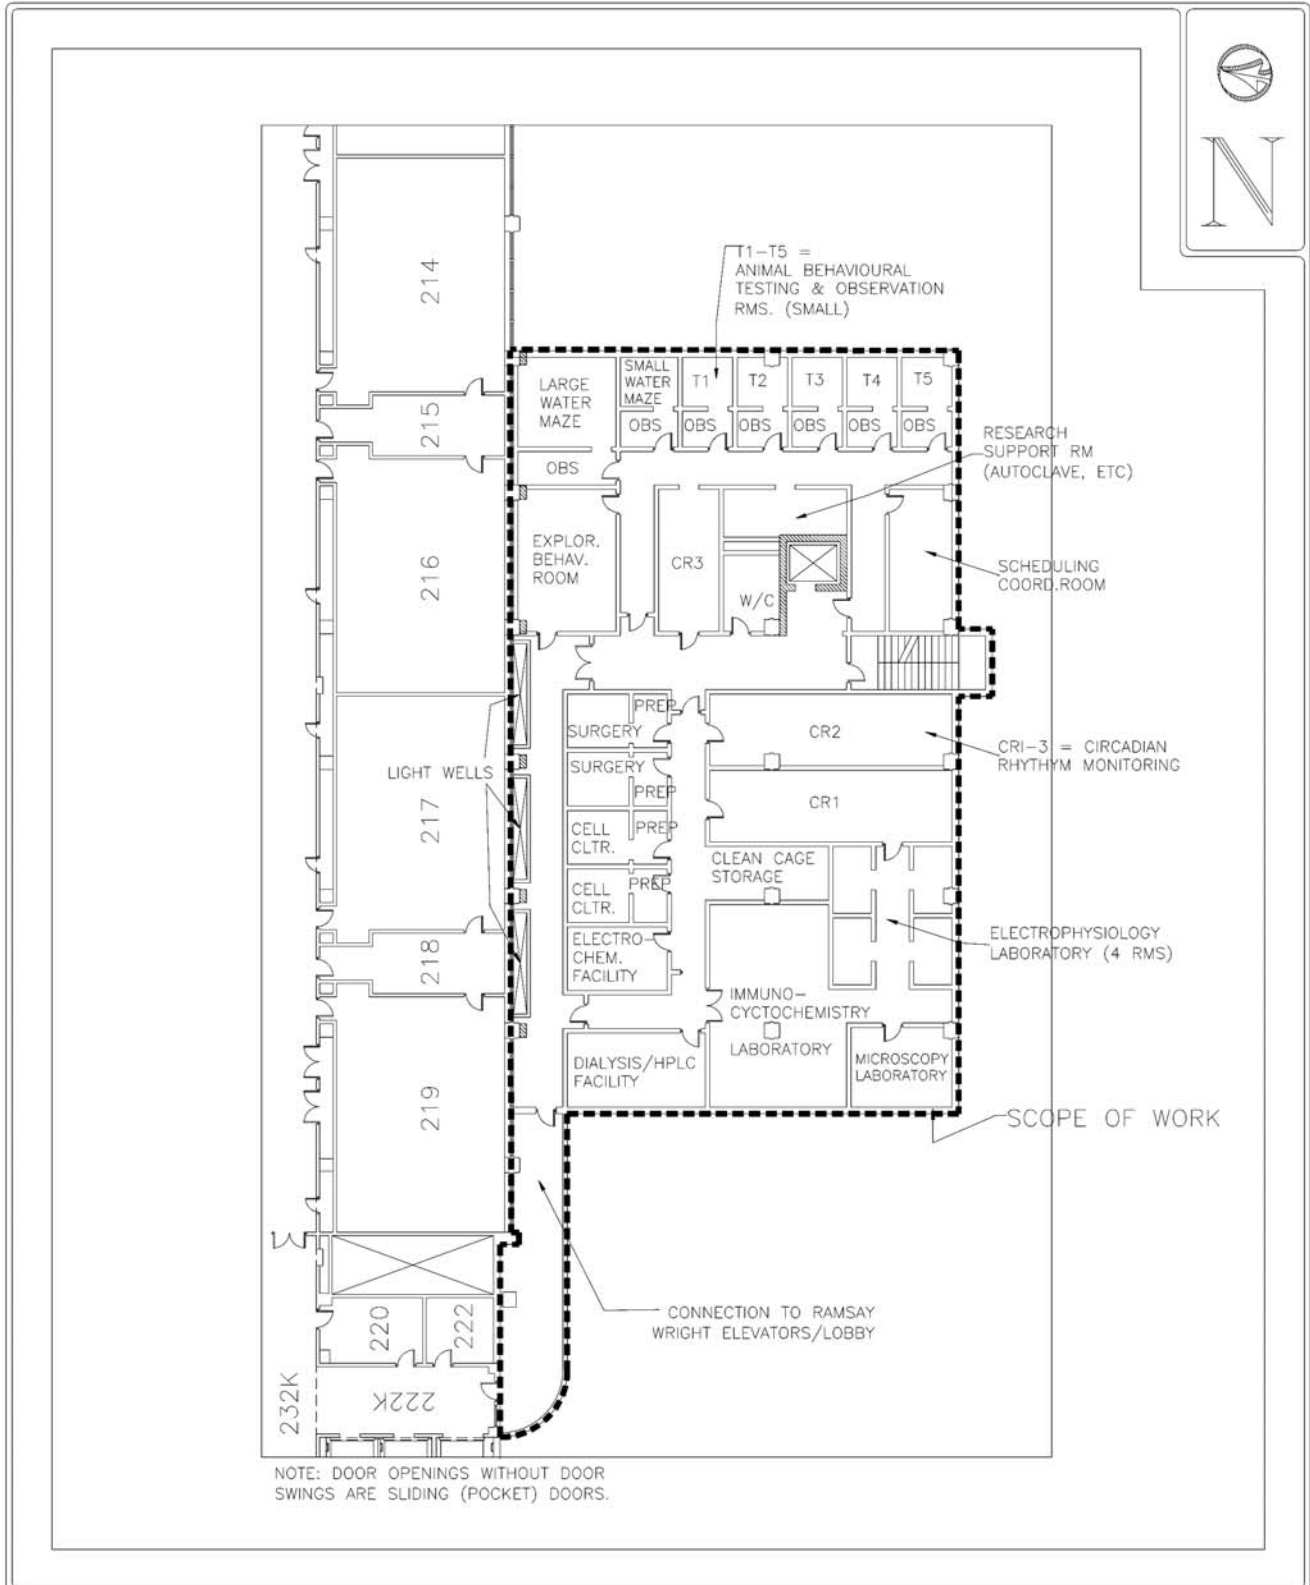 N
T1-T5 =
ANIMAL BEHAVIOURAL
TESTING & OBSERVATION
RMS. (SMALL)
214
LARGE
WATER
MAZE
SMALL
WATER
MAZE
T1
T2
T3
T4
T5
OBS
OBS
OBS
OBS
OBS
OBS
215
OBS
RESEARCH
SUPPORT RM
(AUTOCLAVE, ETC)
216
EXPLOR.
BEHAV.
ROOM
CR3
W/C
SCHEDULING
COORD.ROOM
PREP
SURGERY
CR2
SURGERY
PREP
CRI-3 = CIRCADIAN
RHYTHYM MONITORING
LIGHT WELLS
217
CR1
CELL
CLTR.
PREP
CLEAN CAGE
STORAGE
CELL
CLTR.
PREP
218
ELECTRO-
CHEM.
FACILITY
ELECTROPHYSIOLOGY
LABORATORY (4 RMS)
IMMUNO-
CYCTOCHEMISTRY
LABORATORY
DIALYSIS/HPLC
FACILITY
MICROSCOPY
LABORATORY
219
SCOPE OF WORK
CONNECTION TO RAMSAY
WRIGHT ELEVATORS/LOBBY
220
222
232K
222K
NOTE: DOOR OPENINGS WITHOUT DOOR
SWINGS ARE SLIDING (POCKET) DOORS.